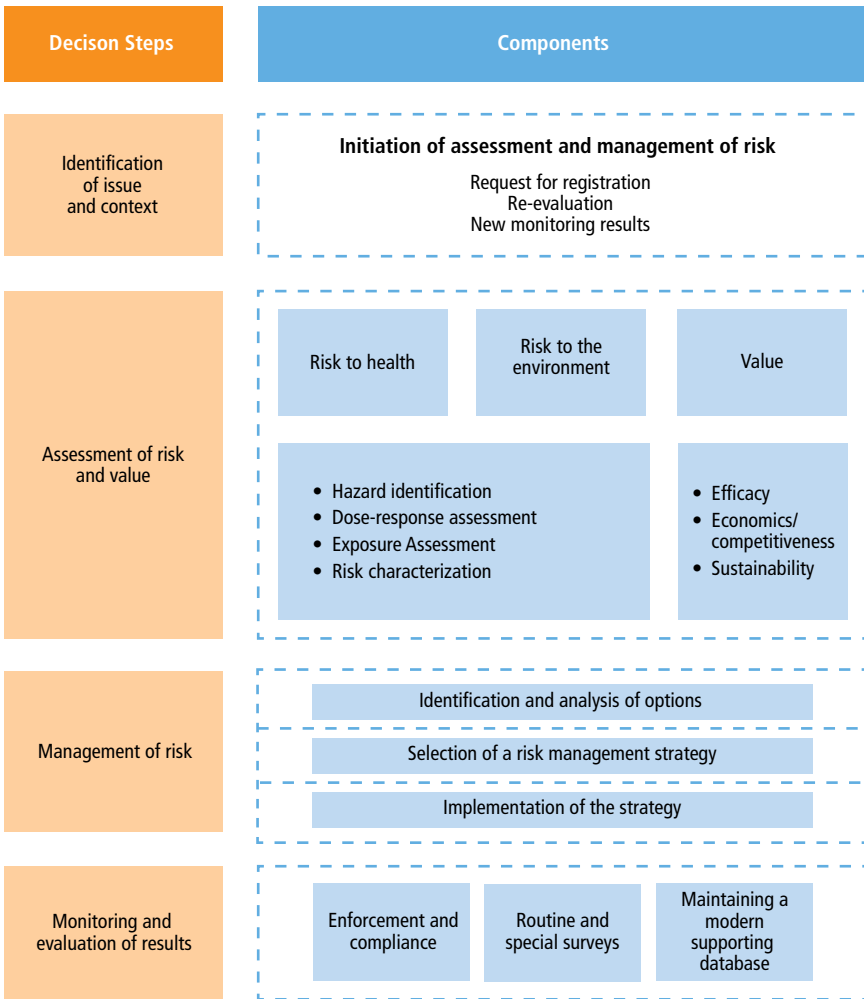 Decison Steps
Components
Identification
of issue
and context
Initiation of assessment and management of risk
Request for registration
Re-evaluation
New monitoring results
Assessment of risk
and value
Risk to health
Risk to the
environment
Value
• Hazard identification
• Dose-response assessment
• Exposure Assessment
• Risk characterization
• Efficacy
• Economics/
competitiveness
• Sustainability
Management of risk
Identification and analysis of options
Selection of a risk management strategy
Implementation of the strategy
Monitoring and
evaluation of results
Enforcement and
compliance
Routine and
special surveys
Maintaining a
modern
supporting
database